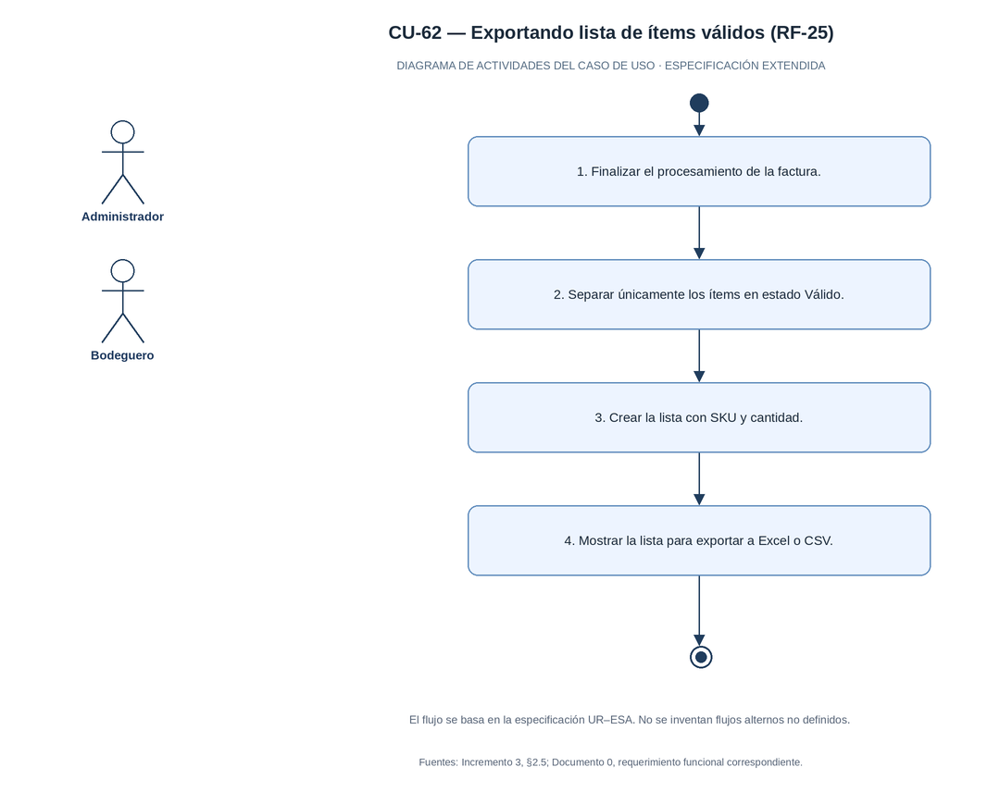 CU-62 — Exportando lista de ítems válidos (RF-25)
DIAGRAMA DE ACTIVIDADES DEL CASO DE USO · ESPECIFICACIÓN EXTENDIDA
Administrador
1. Finalizar el procesamiento de la factura.
Bodeguero
2. Separar únicamente los ítems en estado Válido.
3. Crear la lista con SKU y cantidad.
4. Mostrar la lista para exportar a Excel o CSV.
El flujo se basa en la especificación UR–ESA. No se inventan flujos alternos no definidos.
Fuentes: Incremento 3, §2.5; Documento 0, requerimiento funcional correspondiente.